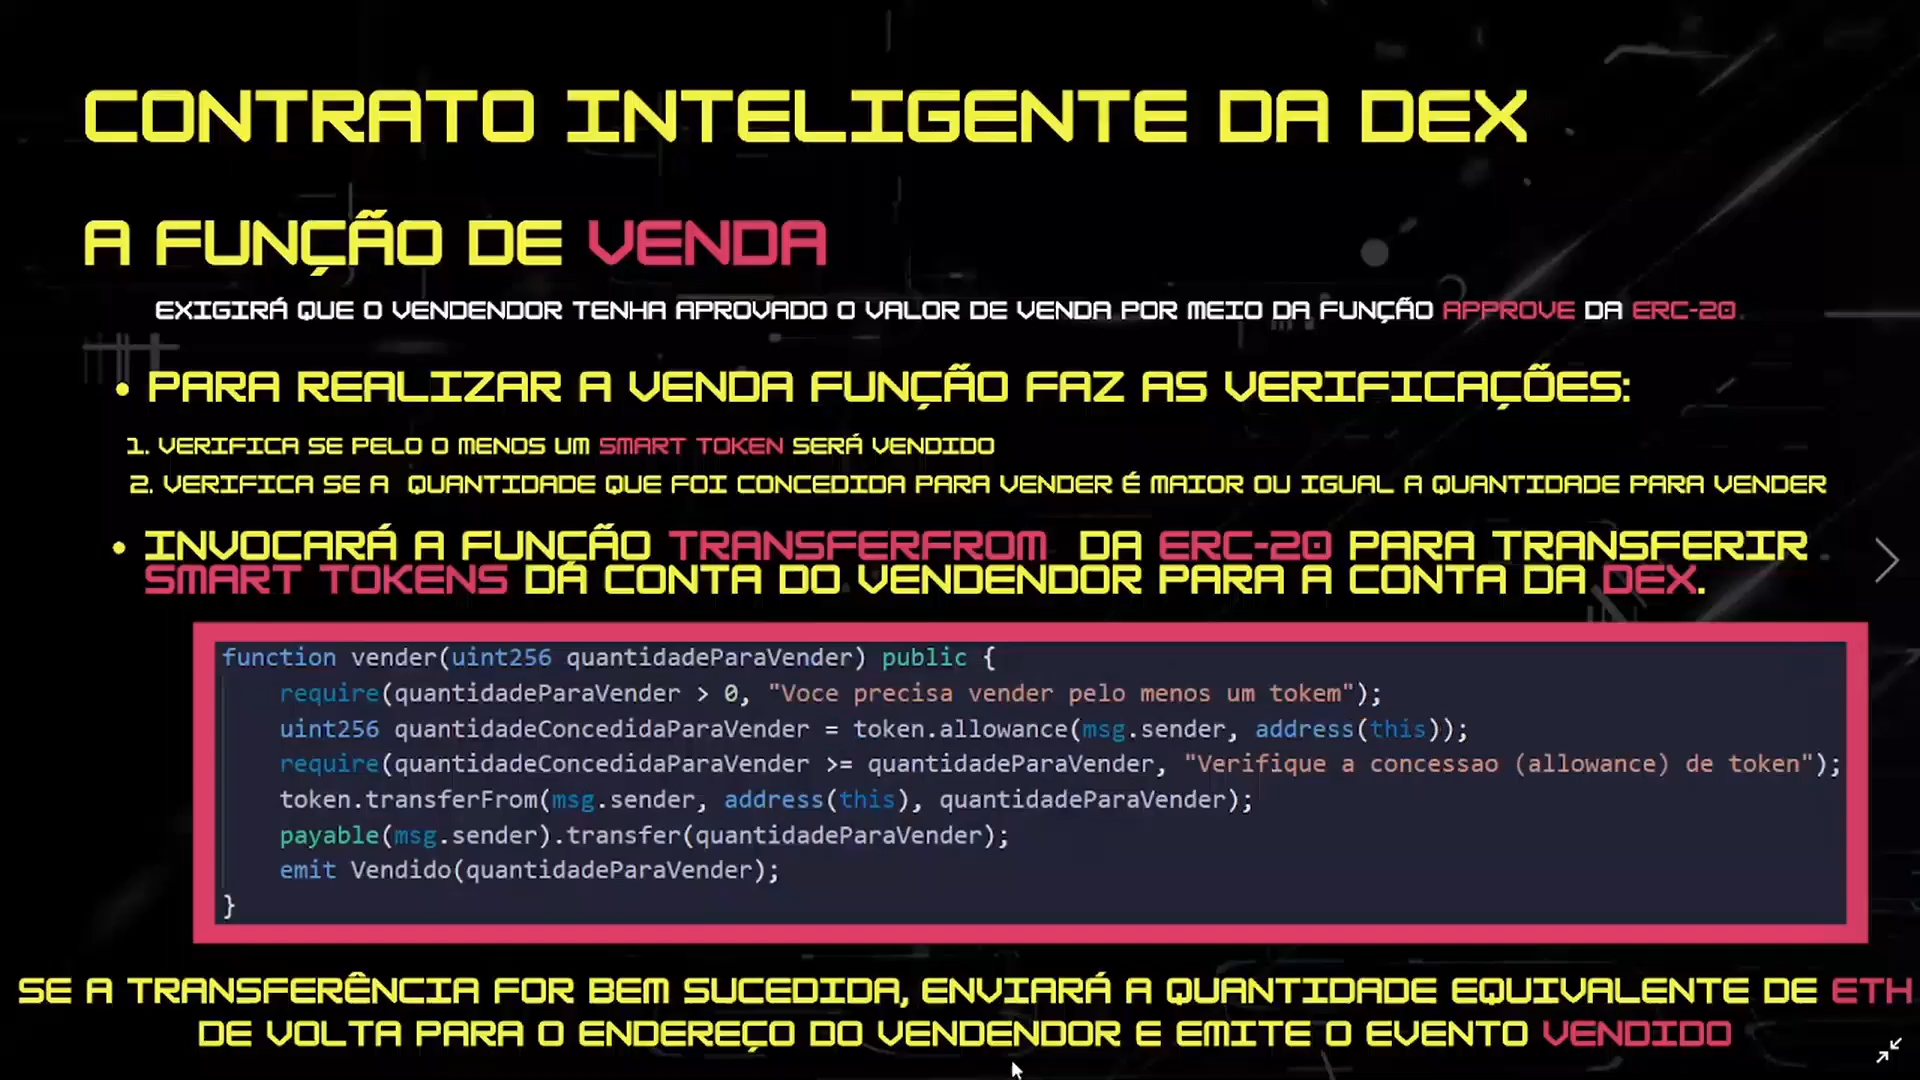 CONTRATO INTELIGENTE DA DEX
A FUNÇÃO DE VENDA
EXIGIRÁ QUE O VENDENDOR TENHA APROVADO O VALOR DE VENDA POR MEIO DA FUNÇÃO APPROVE DA ERC-20.
• PARA REALIZAR A VENDA FUNÇÃO FAZ AS VERIFICAÇÕES:
1. VERIFICA SE PELO O MENOS UM SMART TOKEN SERÁ VENDIDO
2. VERIFICA SE A QUANTIDADE QUE FOI CONCEDIDA PARA VENDER É MAIOR OU IGUAL A QUANTIDADE PARA VENDER
• INVOCARÁ A FUNÇÃO TRANSFERFROM DA ERC-20 PARA TRANSFERIR
SMART TOKENS DA CONTA DO VENDENDOR PARA A CONTA DA DEX.
function vender(uint256 quantidadeParaVender) public {
require(quantidadeParaVender > 0, "Voce precisa vender pelo menos um tokem");
uint256 quantidadeConcedidaParaVender = token.allowance(msg.sender, address(this));
require(quantidadeConcedidaParaVender >= quantidadeParaVender, "Verifique a concessao (allowance) de token");
token.transferFrom(msg.sender, address(this), quantidadeParaVender);
payable(msg.sender).transfer(quantidadeParaVender);
emit Vendido(quantidadeParaVender);
}
SE A TRANSFERÊNCIA FOR BEM SUCEDIDA, ENVIARÁ A QUANTIDADE EQUIVALENTE DE ETH
DE VOLTA PARA O ENDEREÇO DO VENDENDOR E EMITE O EVENTO VENDIDO